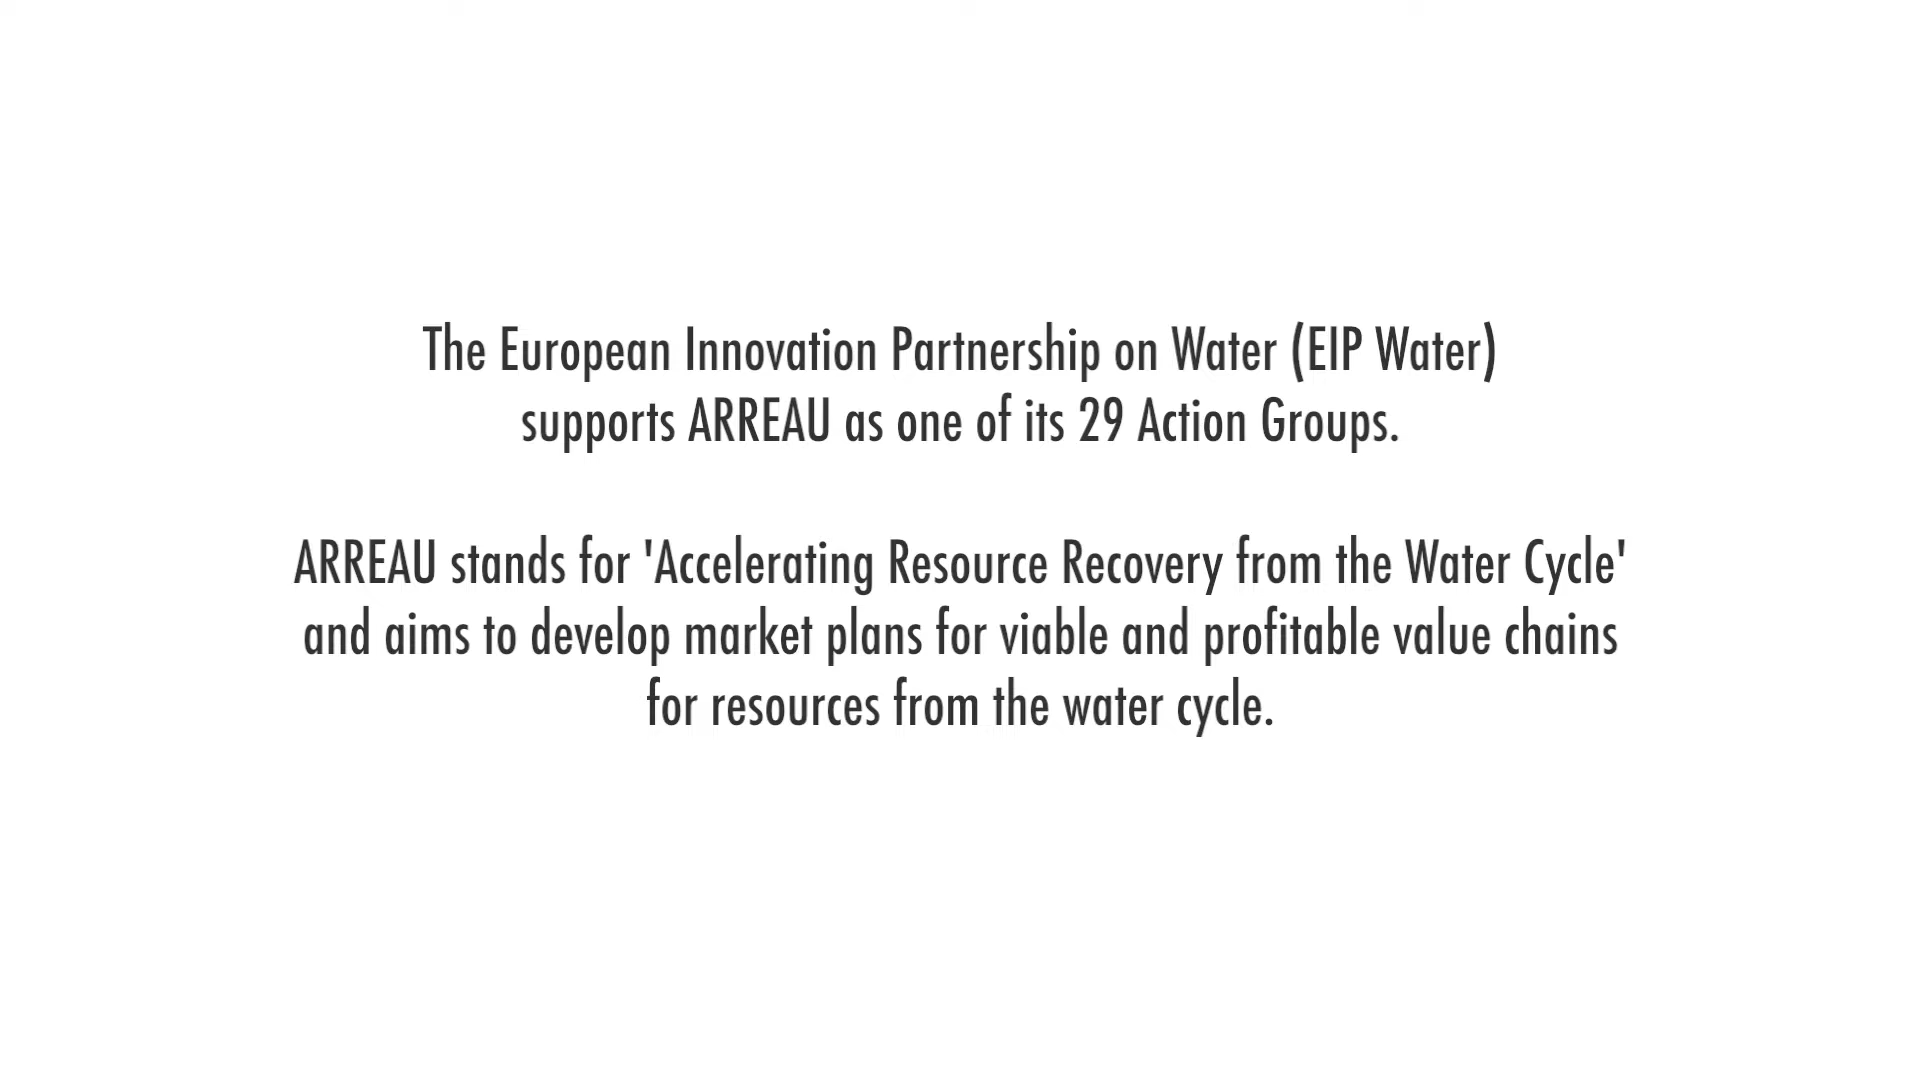 The European Innovation Partnership on Water (EIP Water)
supports ARREAU as one of its 29 Action Groups.
ARREAU stands for 'Accelerating Resource Recovery from the Water Cycle'
and aims to develop market plans for viable and profitable value chains
for resources from the water cycle.